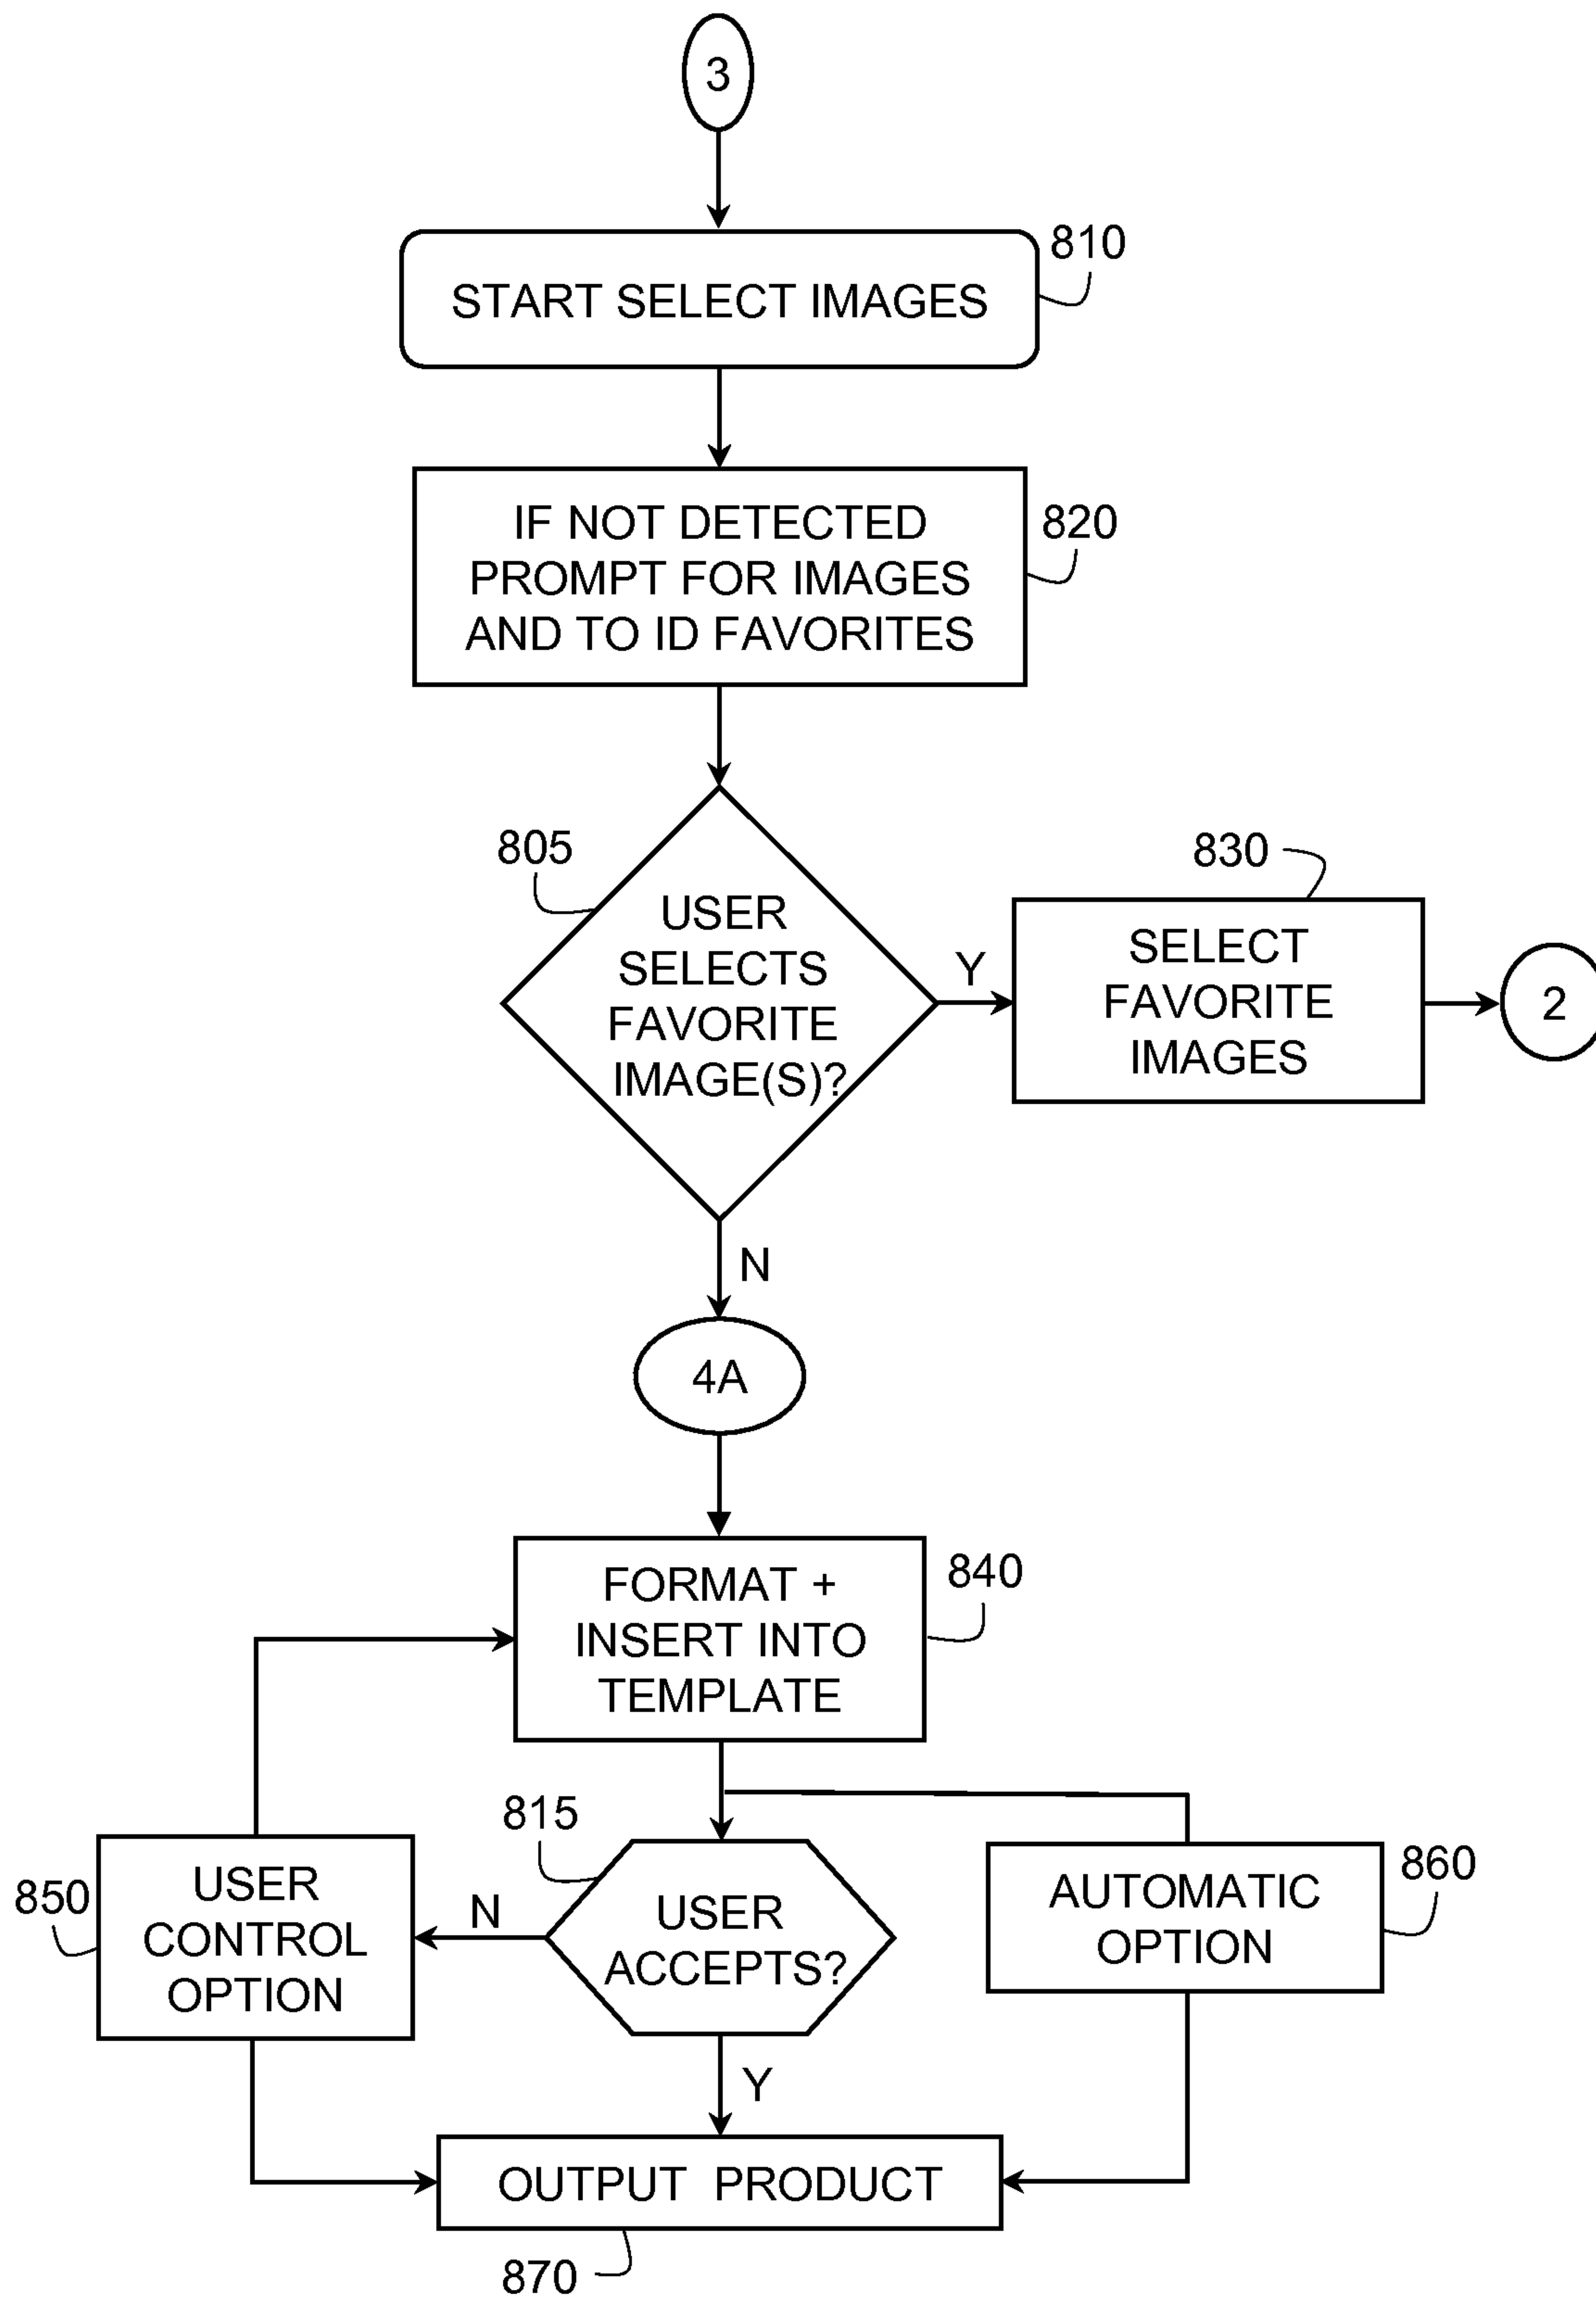 3
810
START SELECT IMAGES
820
IF NOT DETECTED
PROMPT FOR IMAGES
AND TO ID FAVORITES
805
USER
SELECTS
FAVORITE
IMAGE(S)?
Y
830
SELECT
FAVORITE
IMAGES
2
N
4A
840
FORMAT +
INSERT INTO
TEMPLATE
815
USER
ACCEPTS?
N
850
USER
CONTROL
OPTION
860
AUTOMATIC
OPTION
Y
OUTPUT PRODUCT
870